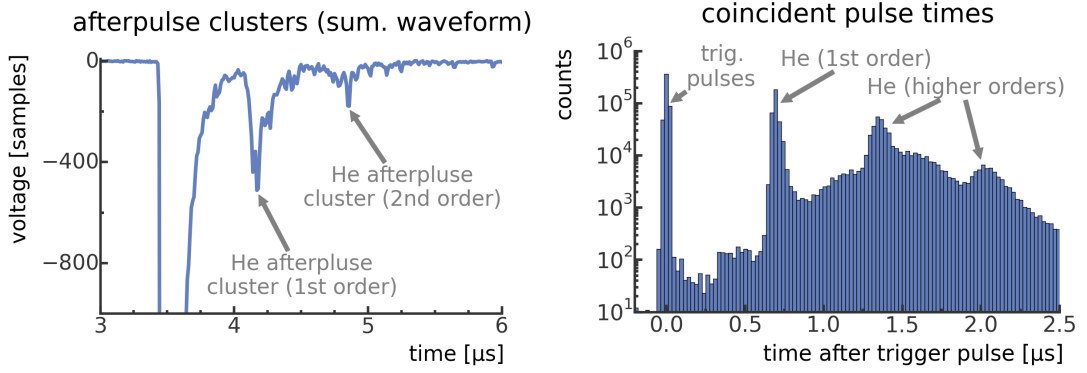 afterpulse clusters (sum. waveform)
voltage [samples]
0
−400
−800
He afterpulse
cluster (2nd order)
He afterpluse
cluster (1st order)
3
4
5
6
time [µs]
coincident pulse times
counts
10⁶
10⁵
10⁴
10³
10²
10¹
trig.
pulses
He (1st order)
He (higher orders)
0.0
0.5
1.0
1.5
2.0
2.5
time after trigger pulse [µs]